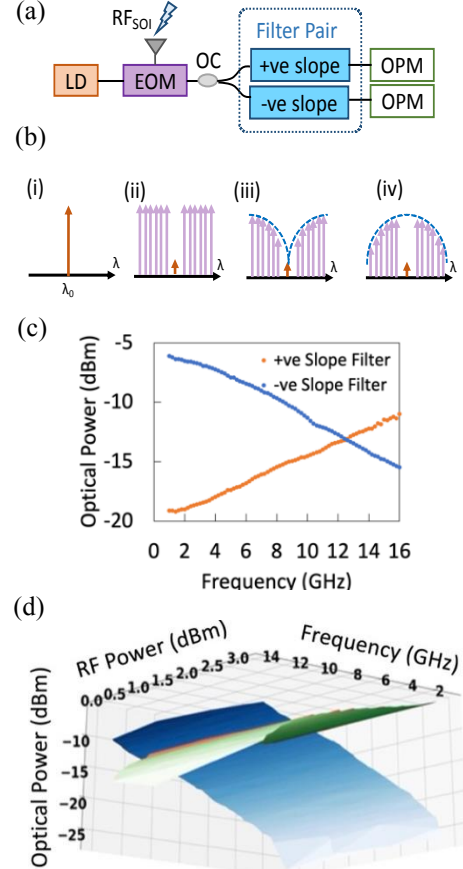 (a)
RF_SOI
Filter Pair
LD
EOM
OC
+ve slope
OPM
-ve slope
OPM
(b)
(i)
(ii)
(iii)
(iv)
λ
λ
λ
λ
λ₀
(c)
-5
-10
-15
-20
Optical Power (dBm)
+ve Slope Filter
-ve Slope Filter
0 2 4 6 8 10 12 14 16
Frequency (GHz)
(d)
RF Power (dBm)
Frequency (GHz)
0.0 0.5 1.0 1.5 2.0 2.5 3.0
14 12 10 8 6 4 2
Optical Power (dBm)
−10
−15
−20
−25